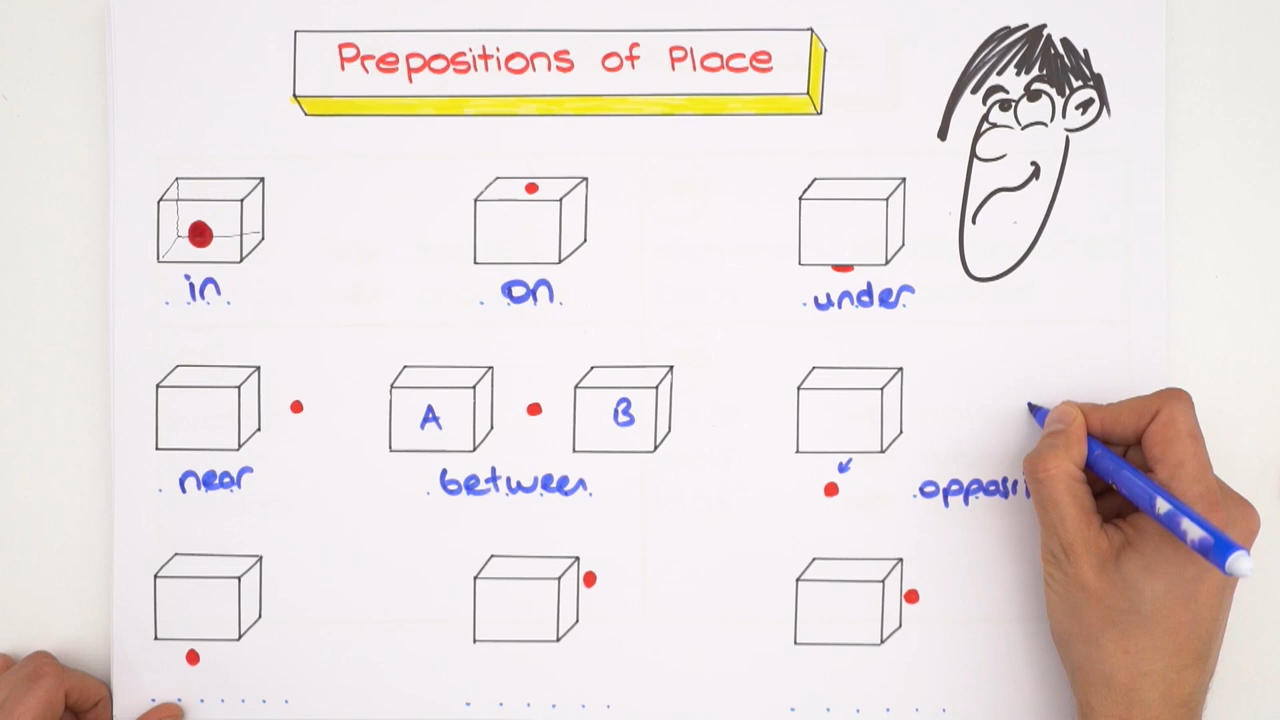 Prepositions of Place
in
on
under
near
A
B
between
opposi